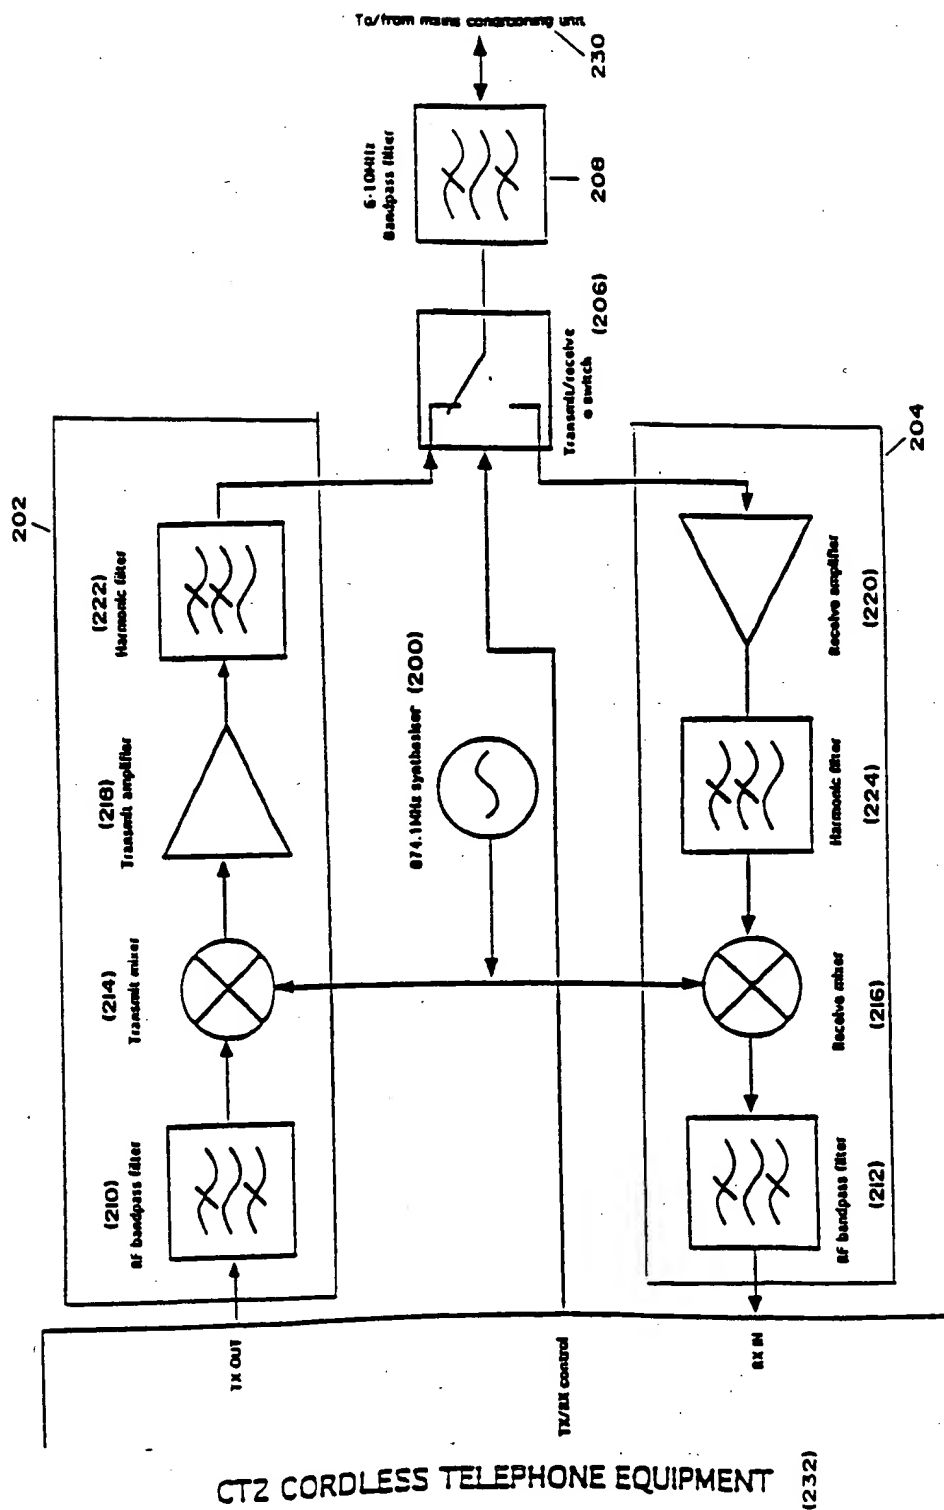 To/from mains conditioning unit
230
6-10MHz
Bandpass filter
208
(206)
Transmit/receive
e switch
202
(222)
Harmonic filter
(218)
Transmit amplifier
(214)
Transmit mixer
(210)
RF bandpass filter
874.1MHz synthesiser (200)
204
Receive amplifier
(220)
Harmonic filter
(224)
Receive mixer
(216)
RF bandpass filter
(212)
TX OUT
TX/RX control
RX IN
CT2 CORDLESS TELEPHONE EQUIPMENT
(232)